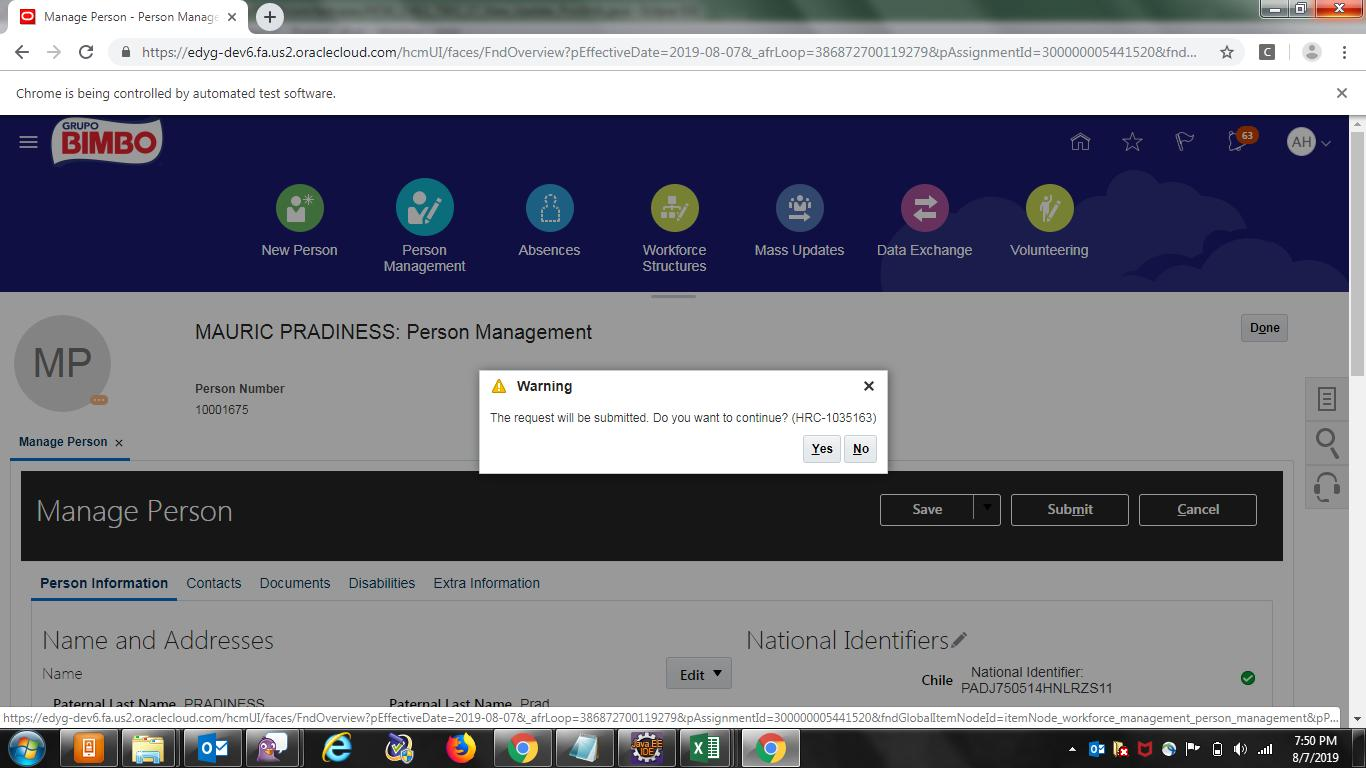 Manage Person - Person Manage
https://edyg-dev6.fa.us2.oraclecloud.com/hcmUI/faces/FndOverview?pEffectiveDate=2019-08-07&_afrLoop=386872700119279&pAssignmentId=300000005441520&fnd...
C
Chrome is being controlled by automated test software.
GRUPO
BIMBO
63
AH
New Person
Person
Management
Absences
Workforce
Structures
Mass Updates
Data Exchange
Volunteering
MP
MAURIC PRADINESS: Person Management
Done
Person Number
10001675
Warning
The request will be submitted. Do you want to continue? (HRC-1035163)
Yes No
Manage Person
Manage Person
Save Submit Cancel
Person Information Contacts Documents Disabilities Extra Information
Name and Addresses
National Identifiers
Name
Edit
Chile
National Identifier:
PADJ750514HNLRZS11
Paternal Last Name PRADINESS Paternal Last Name Prad
https://edyg-dev6.fa.us2.oraclecloud.com/hcmUI/faces/FndOverview?pEffectiveDate=2019-08-07&_afrLoop=386872700119279&pAssignmentId=300000005441520&fndGlobalItemNodeId=itemNode_workforce_management_person_management&pP...
Java EE
IDE
7:50 PM
8/7/2019